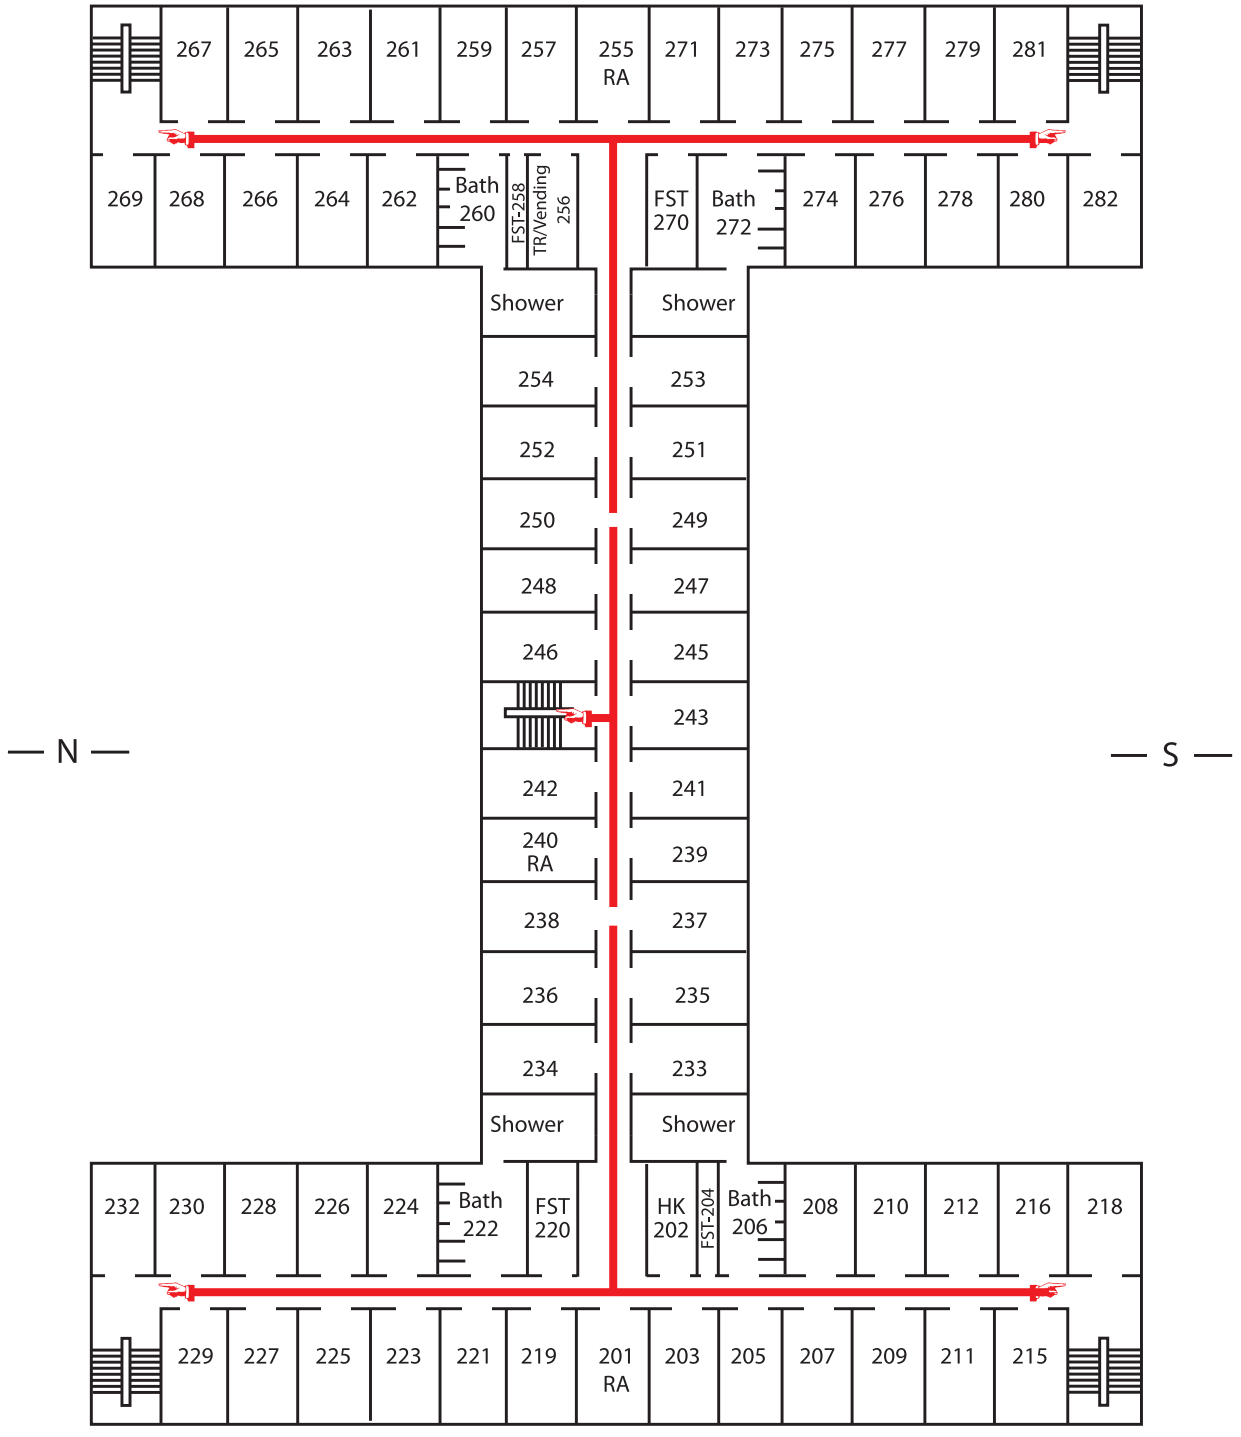 267 265 263 261 259 257 255 271 273 275 277 279 281
RA
269 268 266 264 262 Bath 260 FST-258 TR/Vending 256 FST 270 Bath 272 274 276 278 280 282
Shower Shower
254 253
252 251
250 249
248 247
246 245
243
N S
242 241
240 239
RA
238 237
236 235
234 233
Shower Shower
232 230 228 226 224 Bath 222 FST 220 HK 202 FST-204 Bath 206 208 210 212 216 218
229 227 225 223 221 219 201 203 205 207 209 211 215
RA